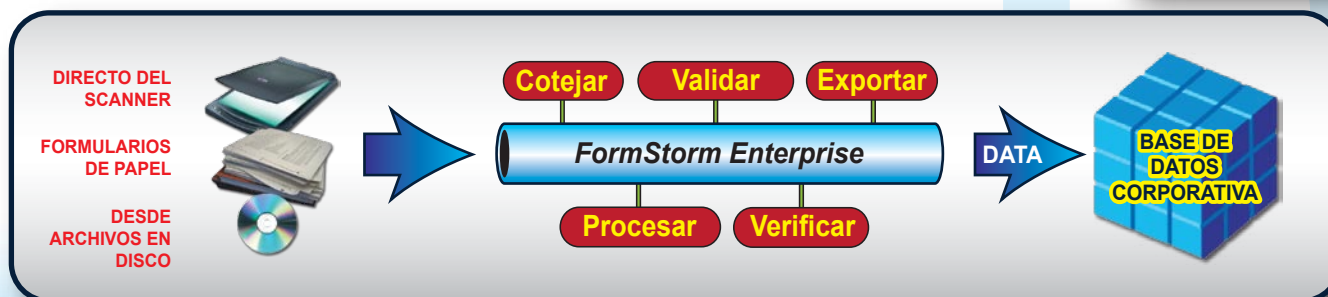 DIRECTO DEL
SCANNER
FORMULARIOS
DE PAPEL
DESDE
ARCHIVOS EN
DISCO
Cotejar
Validar
Exportar
FormStorm Enterprise
Procesar
Verificar
DATA
BASE DE
DATOS
CORPORATIVA